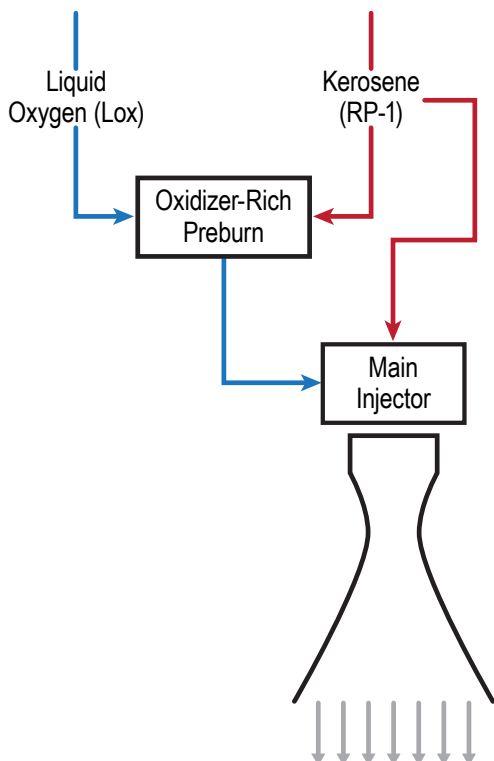 Liquid
Oxygen (Lox)
Kerosene
(RP-1)
Oxidizer-Rich
Preburn
Main
Injector